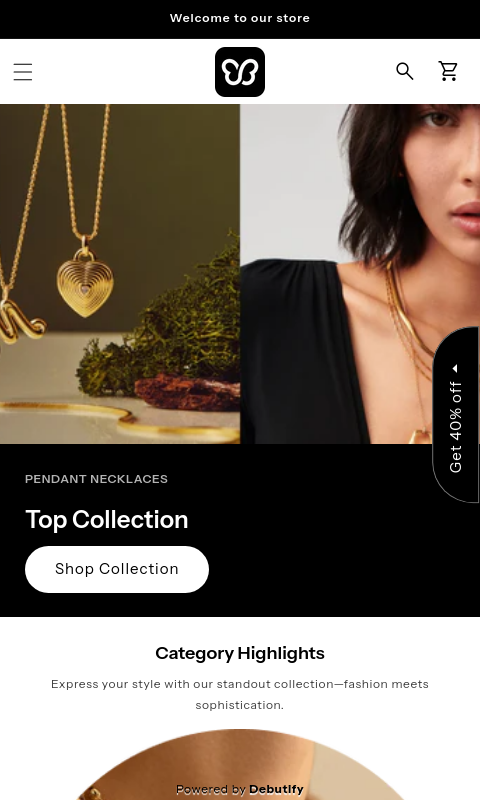 Welcome to our store
Get 40% off
PENDANT NECKLACES
Top Collection
Shop Collection
Category Highlights
Express your style with our standout collection—fashion meets
sophistication.
Powered by Debutify